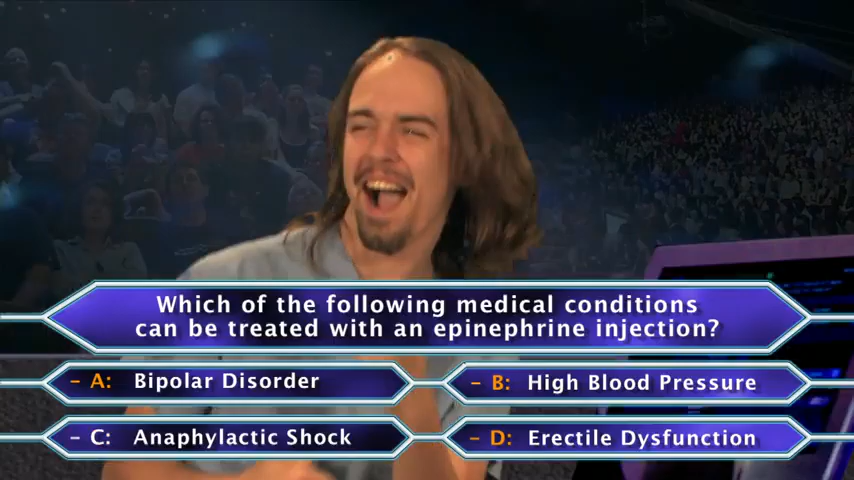 Which of the following medical conditions
can be treated with an epinephrine injection?
– A: Bipolar Disorder
– B: High Blood Pressure
– C: Anaphylactic Shock
– D: Erectile Dysfunction